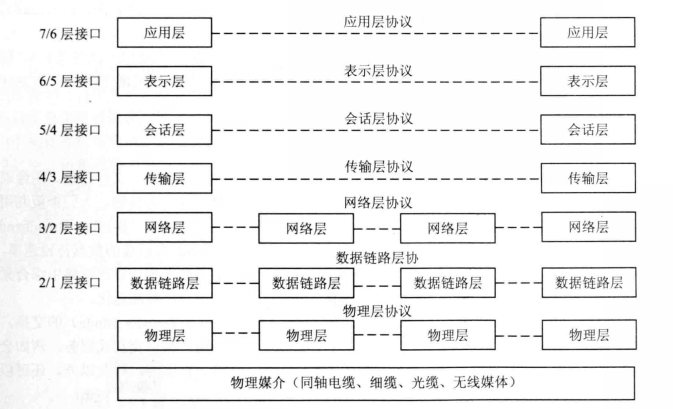 应用层协议
7/6 层接口 应用层 应用层
表示层协议
6/5 层接口 表示层 表示层
会话层协议
5/4 层接口 会话层 会话层
传输层协议
4/3 层接口 传输层 传输层
网络层协议
3/2 层接口 网络层 网络层 网络层 网络层
数据链路层协
2/1 层接口 数据链路层 数据链路层 数据链路层 数据链路层
物理层协议
物理层 物理层 物理层 物理层
物理媒介（同轴电缆、细缆、光缆、无线媒体）